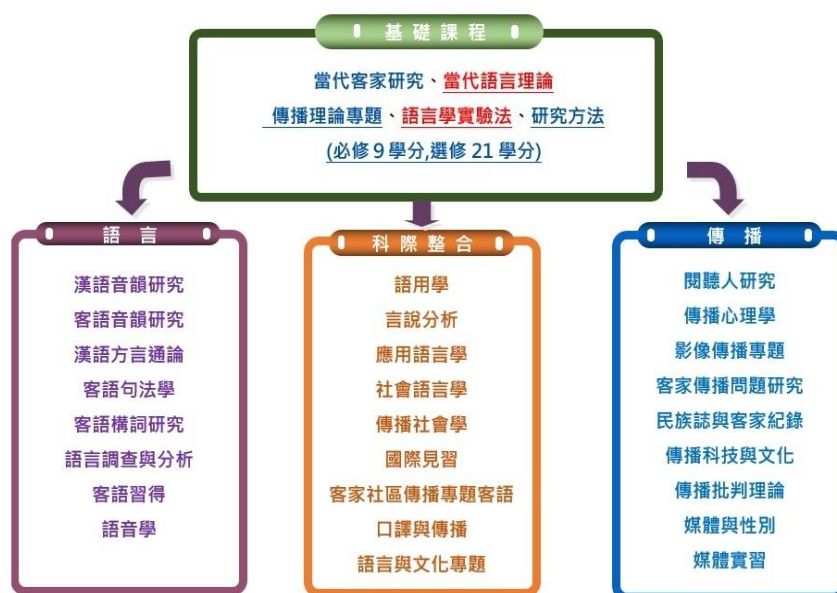 基礎課程
當代客家研究、當代語言理論
傳播理論專題、語言學實驗法、研究方法
(必修 9 學分,選修 21 學分)
語言
漢語音韻研究
客語音韻研究
漢語方言通論
客語句法學
客語構詞研究
語言調查與分析
客語習得
語音學
科際整合
語用學
言說分析
應用語言學
社會語言學
傳播社會學
國際見習
客家社區傳播專題客語
口譯與傳播
語言與文化專題
傳播
閱聽人研究
傳播心理學
影像傳播專題
客家傳播問題研究
民族誌與客家紀錄
傳播科技與文化
傳播批判理論
媒體與性別
媒體實習